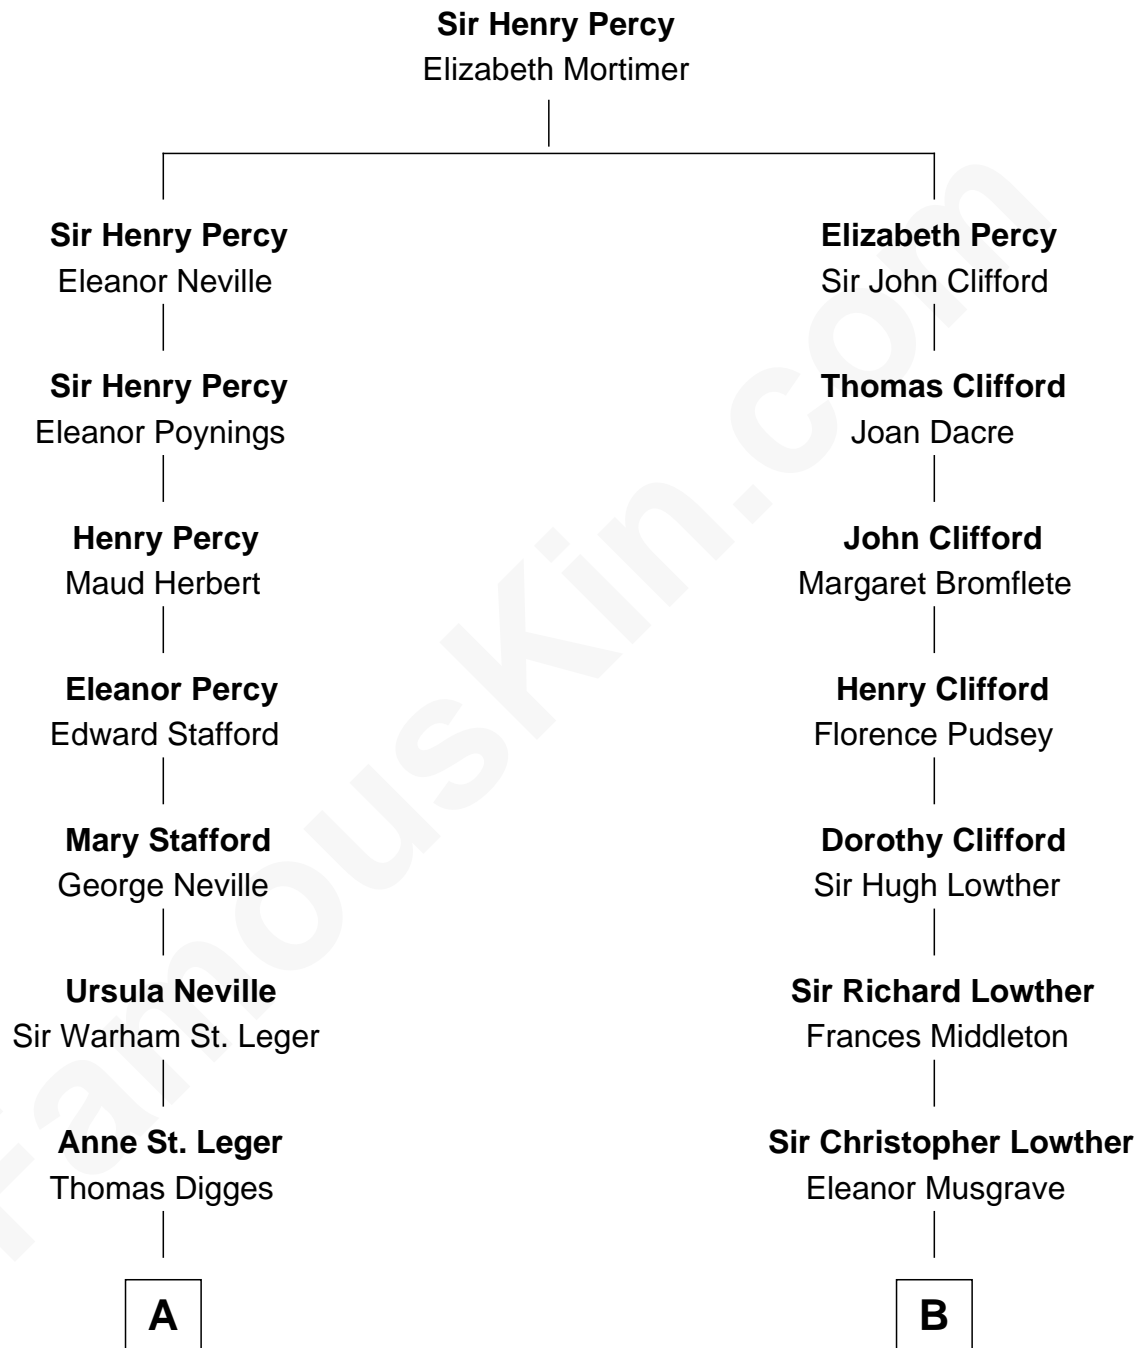 Sir Henry Percy
Elizabeth Mortimer
Sir Henry Percy
Eleanor Neville
Elizabeth Percy
Sir John Clifford
Sir Henry Percy
Eleanor Poynings
Thomas Clifford
Joan Dacre
Henry Percy
Maud Herbert
John Clifford
Margaret Bromflete
Eleanor Percy
Edward Stafford
Henry Clifford
Florence Pudsey
Mary Stafford
George Neville
Dorothy Clifford
Sir Hugh Lowther
Ursula Neville
Sir Warham St. Leger
Sir Richard Lowther
Frances Middleton
Anne St. Leger
Thomas Digges
Sir Christopher Lowther
Eleanor Musgrave
A
B
FamousKin.com